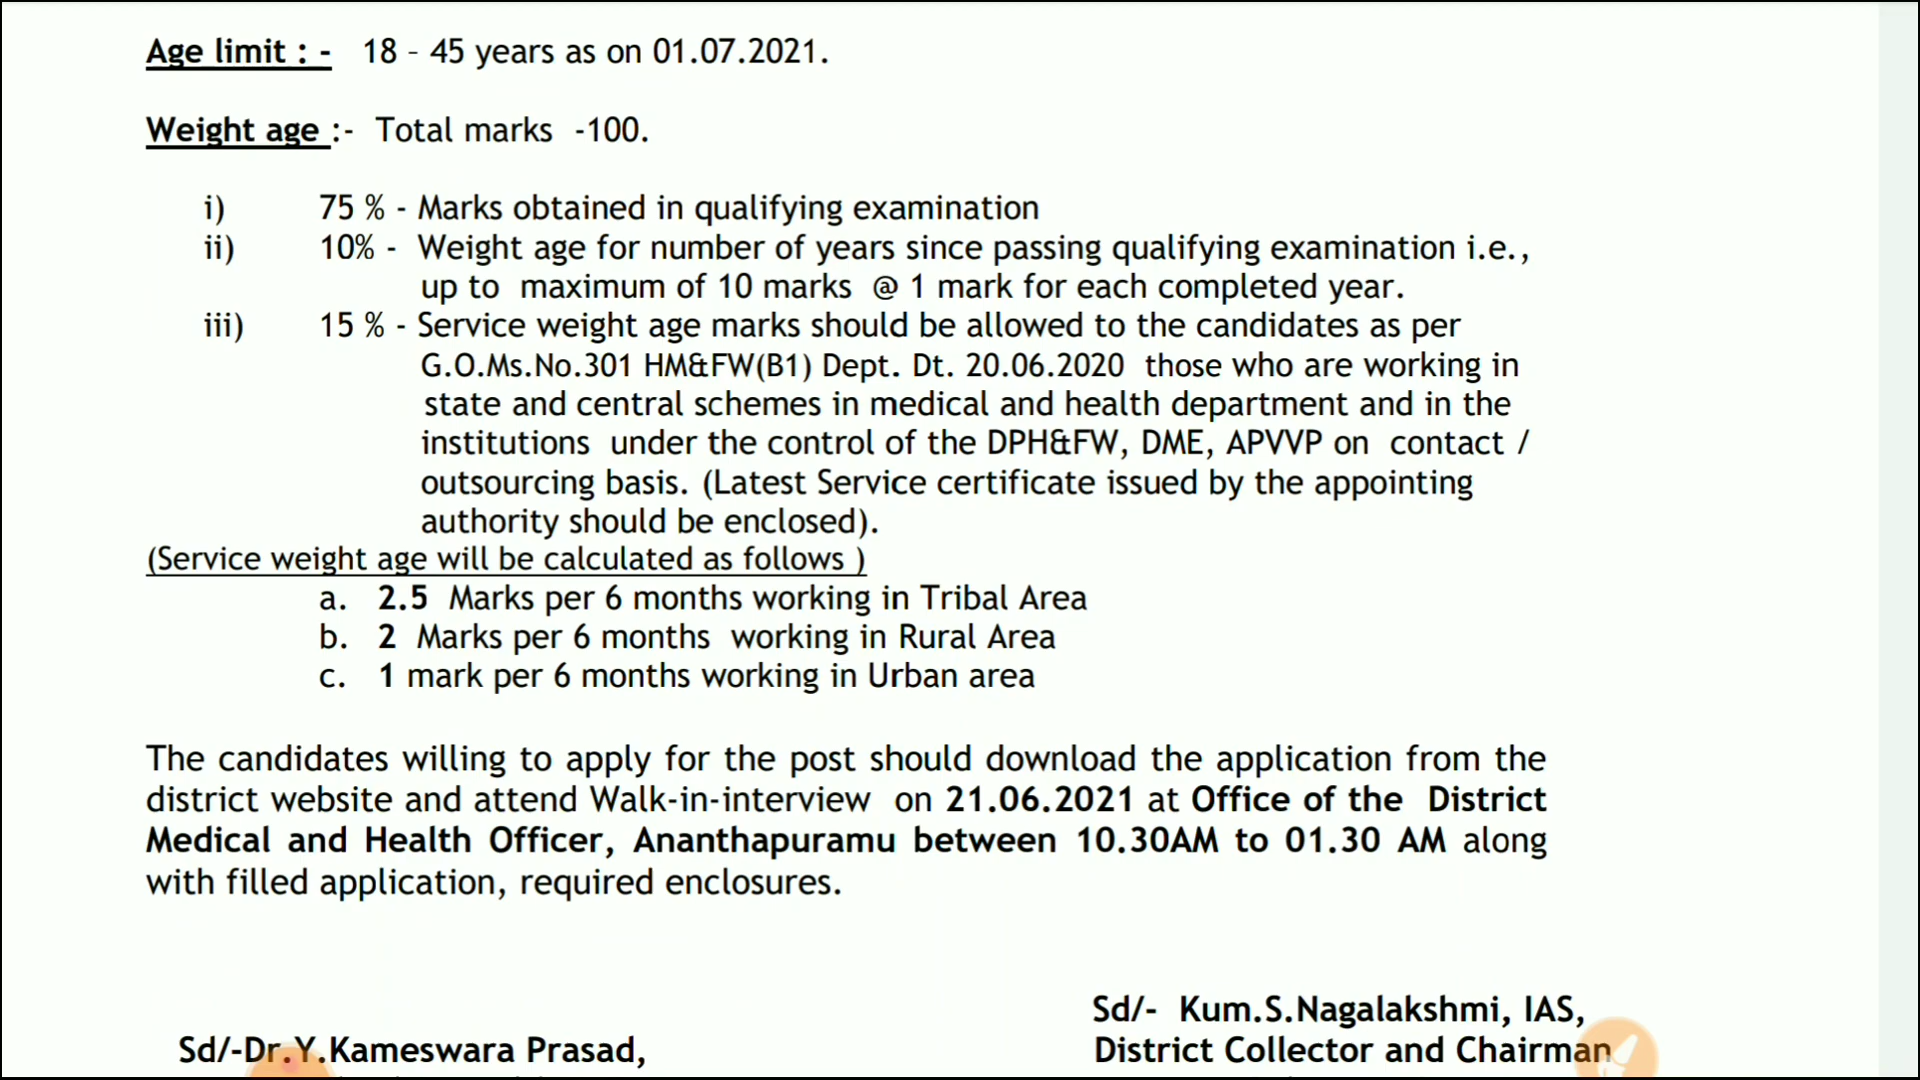 Age limit : - 18 - 45 years as on 01.07.2021.
Weight age :- Total marks -100.
i) 75 % - Marks obtained in qualifying examination
ii) 10% - Weight age for number of years since passing qualifying examination i.e.,
up to maximum of 10 marks @ 1 mark for each completed year.
iii) 15 % - Service weight age marks should be allowed to the candidates as per
G.O.Ms.No.301 HM&FW(B1) Dept. Dt. 20.06.2020 those who are working in
state and central schemes in medical and health department and in the
institutions under the control of the DPH&FW, DME, APVVP on contact /
outsourcing basis. (Latest Service certificate issued by the appointing
authority should be enclosed).
(Service weight age will be calculated as follows )
a. 2.5 Marks per 6 months working in Tribal Area
b. 2 Marks per 6 months working in Rural Area
c. 1 mark per 6 months working in Urban area
The candidates willing to apply for the post should download the application from the
district website and attend Walk-in-interview on 21.06.2021 at Office of the District
Medical and Health Officer, Ananthapuramu between 10.30AM to 01.30 AM along
with filled application, required enclosures.
Sd/- Kum.S.Nagalakshmi, IAS,
Sd/-Dr.Y.Kameswara Prasad, District Collector and Chairman